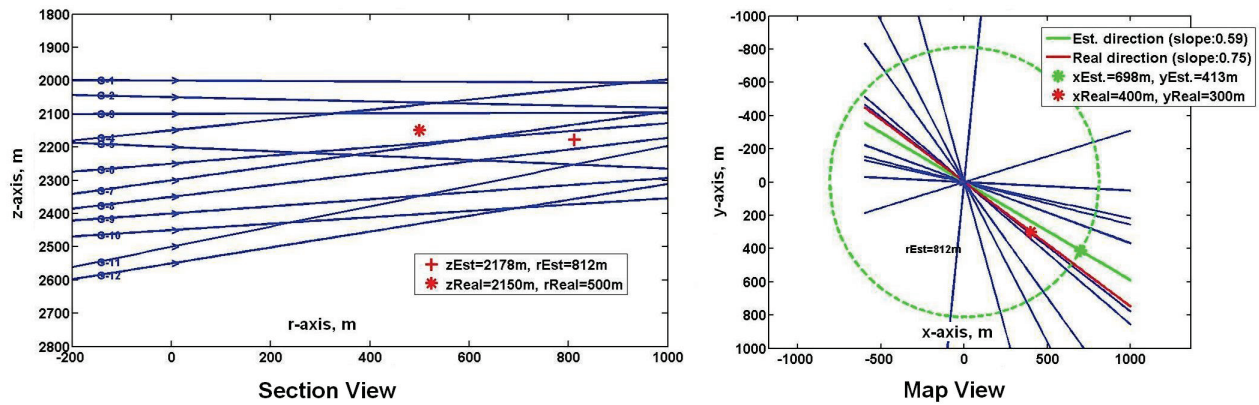 1800
1900
2000
2100
2200
2300
2400
2500
2600
2700
2800
z-axis, m
G-1
G-2
G-3
G-6
G-7
G-8
G-9
G-10
G-11
G-12
zEst=2178m, rEst=812m
zReal=2150m, rReal=500m
r-axis, m
-200 0 200 400 600 800 1000
Section View
-1000
-800
-600
-400
-200
0
200
400
600
800
1000
y-axis, m
Est. direction (slope:0.59)
Real direction (slope:0.75)
xEst.=698m, yEst.=413m
xReal=400m, yReal=300m
rEst=812m
x-axis, m
-1000 -500 0 500 1000
Map View